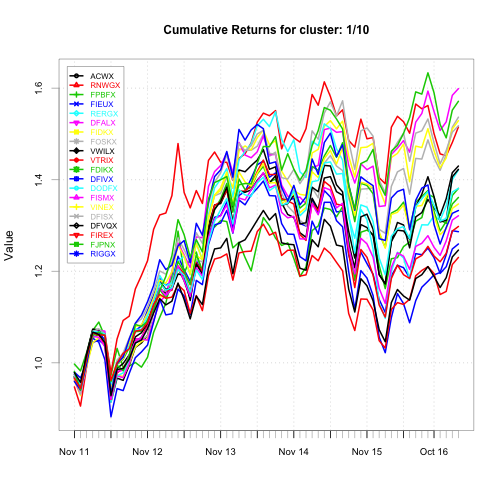 Cumulative Returns for cluster: 1/10
Value
1.6
1.4
1.2
1.0
ACWX
RNWGX
FPBFX
FIEUX
RERGX
DFALX
FOSKX
VWILX
VTRIX
FDIKX
DFIVX
DODFX
FISMX
DFISX
DFVQX
FIREX
FJPNX
RIGGX
Nov 11
Nov 12
Nov 13
Nov 14
Nov 15
Oct 16